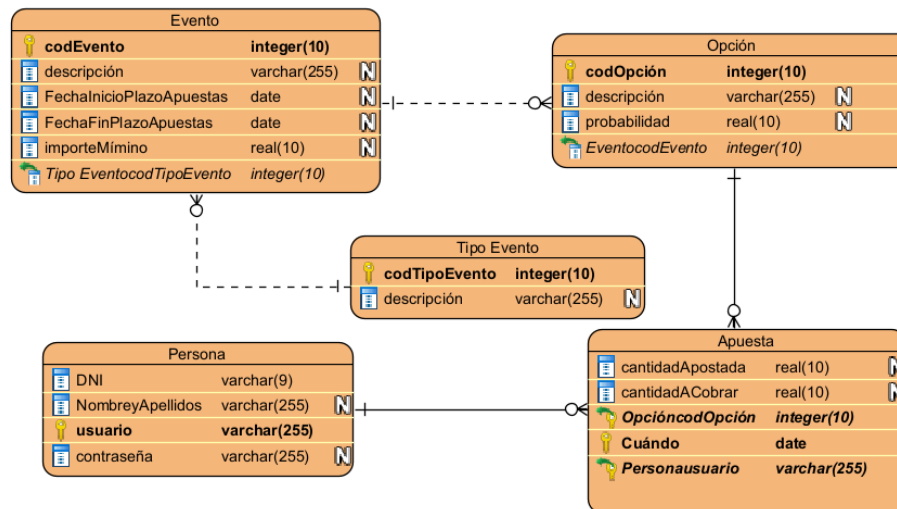 Evento
codEvento integer(10)
descripción varchar(255) N
FechaInicioPlazoApuestas date N
FechaFinPlazoApuestas date N
importeMímino real(10) N
Tipo EventocodTipoEvento integer(10)
Opción
codOpción integer(10)
descripción varchar(255) N
probabilidad real(10) N
EventocodEvento integer(10)
Tipo Evento
codTipoEvento integer(10)
descripción varchar(255) N
Persona
DNI varchar(9)
NombreyApellidos varchar(255) N
usuario varchar(255)
contraseña varchar(255) N
Apuesta
cantidadApostada real(10) N
cantidadACobrar real(10) N
OpcióncodOpción integer(10)
Cuándo date
Personausuario varchar(255)